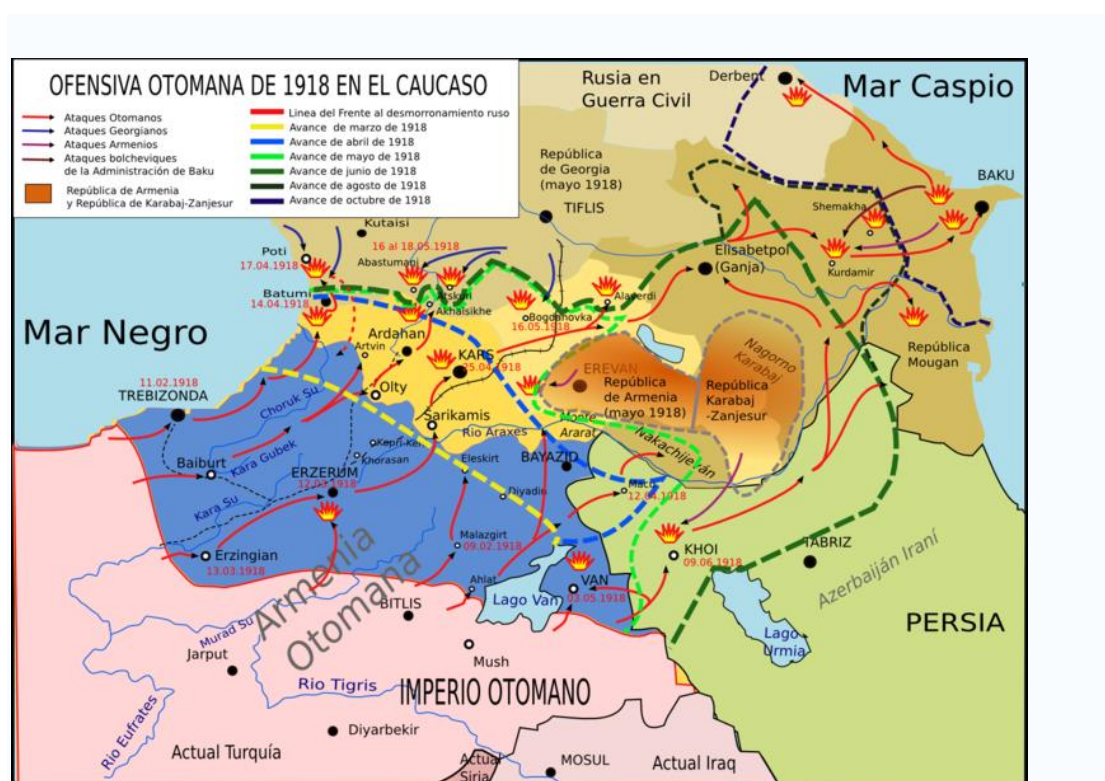 OFENSIVA OTOMANA DE 1918 EN EL CAUCASO
Ataques Otomanos
Ataques Georgianos
Ataques Armenios
Ataques bolcheviques
de la Administración de Baku
República de Armenia
y República de Karabaj-Zanjesur
Linea del Frente al desmorronamiento ruso
Avance de marzo de 1918
Avance de abril de 1918
Avance de mayo de 1918
Avance de junio de 1918
Avance de agosto de 1918
Avance de octubre de 1918
Rusia en
Guerra Civil
Derbent
Mar Caspio
República
de Georgia
(mayo 1918)
TIFLIS
BAKU
Shemakha
Kutaisi
Poti
17.04.1918
16 al 18.05.1918
Abastumani
Elisabetpol
(Ganja)
Kurdamir
Batumi
14.04.1918
Atskuri
Akhalsikhe
Alaverdi
Bogdanovka
16.05.1918
Mar Negro
Ardahan
Artvin
KARS
25.04.1918
República
Mougan
Nagorno
Karabaj
EREVAN
República
de Armenia
(mayo 1918)
República
Karabaj
-Zanjesur
11.02.1918
TREBIZONDA
Olty
Choruk Su
Sarikamis
Monte
Ararat
Rio Araxes
Nakachijeván
Kopri-Kei
Khorasan
Kara Gubek
Baiburt
ERZERUM
12.03.1918
Eleskirt
BAYAZID
Diyadin
Macu
12.04.1918
Kara Su
Malazgirt
09.02.1918
Erzingian
13.03.1918
KHOI
09.06.1918
TABRIZ
Azerbaiján Iraní
Armenia
Otomana
Ahlat
VAN
03.05.1918
Lago Van
BITLIS
PERSIA
Murad Su
Jarput
Mush
Lago
Urmia
Rio Tigris
IMPERIO OTOMANO
Rio Eufrates
Diyarbekir
Actual Turquía
Actual
Siria
MOSUL
Actual Iraq